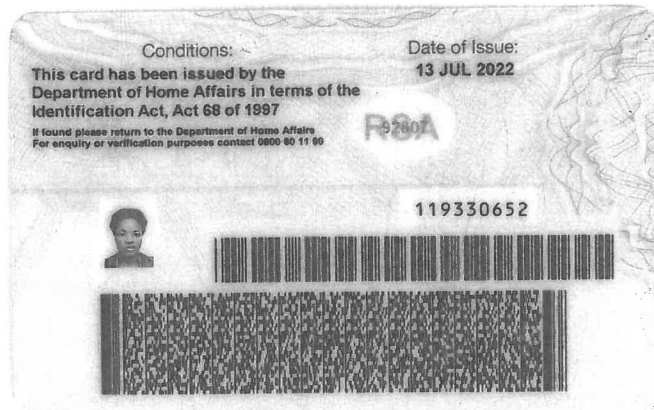 Conditions:
Date of Issue:
13 JUL 2022
This card has been issued by the
Department of Home Affairs in terms of the
Identification Act, Act 68 of 1997
If found please return to the Department of Home Affairs
For enquiry or verification purposes contact 0800 60 11 90
RSA
119330652